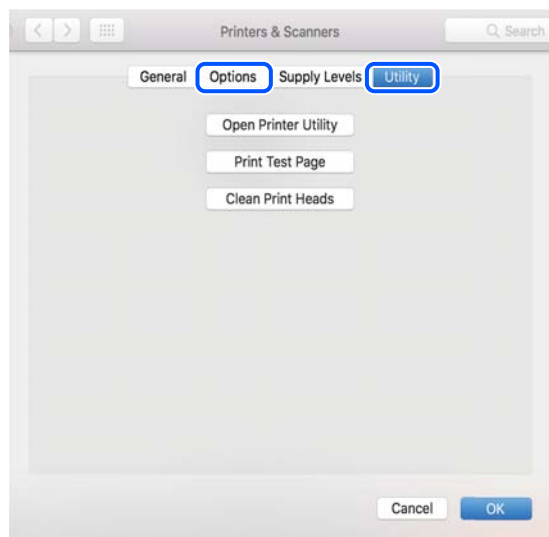 Printers & Scanners Search
General Options Supply Levels Utility
Open Printer Utility
Print Test Page
Clean Print Heads
Cancel OK